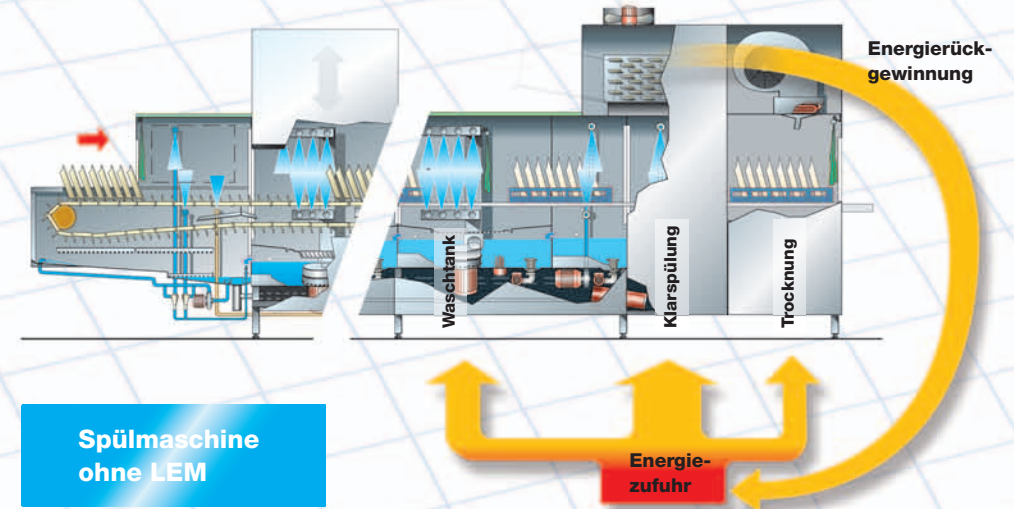 Energierück-
gewinnung
Waschtank
Klarspülung
Trocknung
Spülmaschine
ohne LEM
Energie-
zufuhr